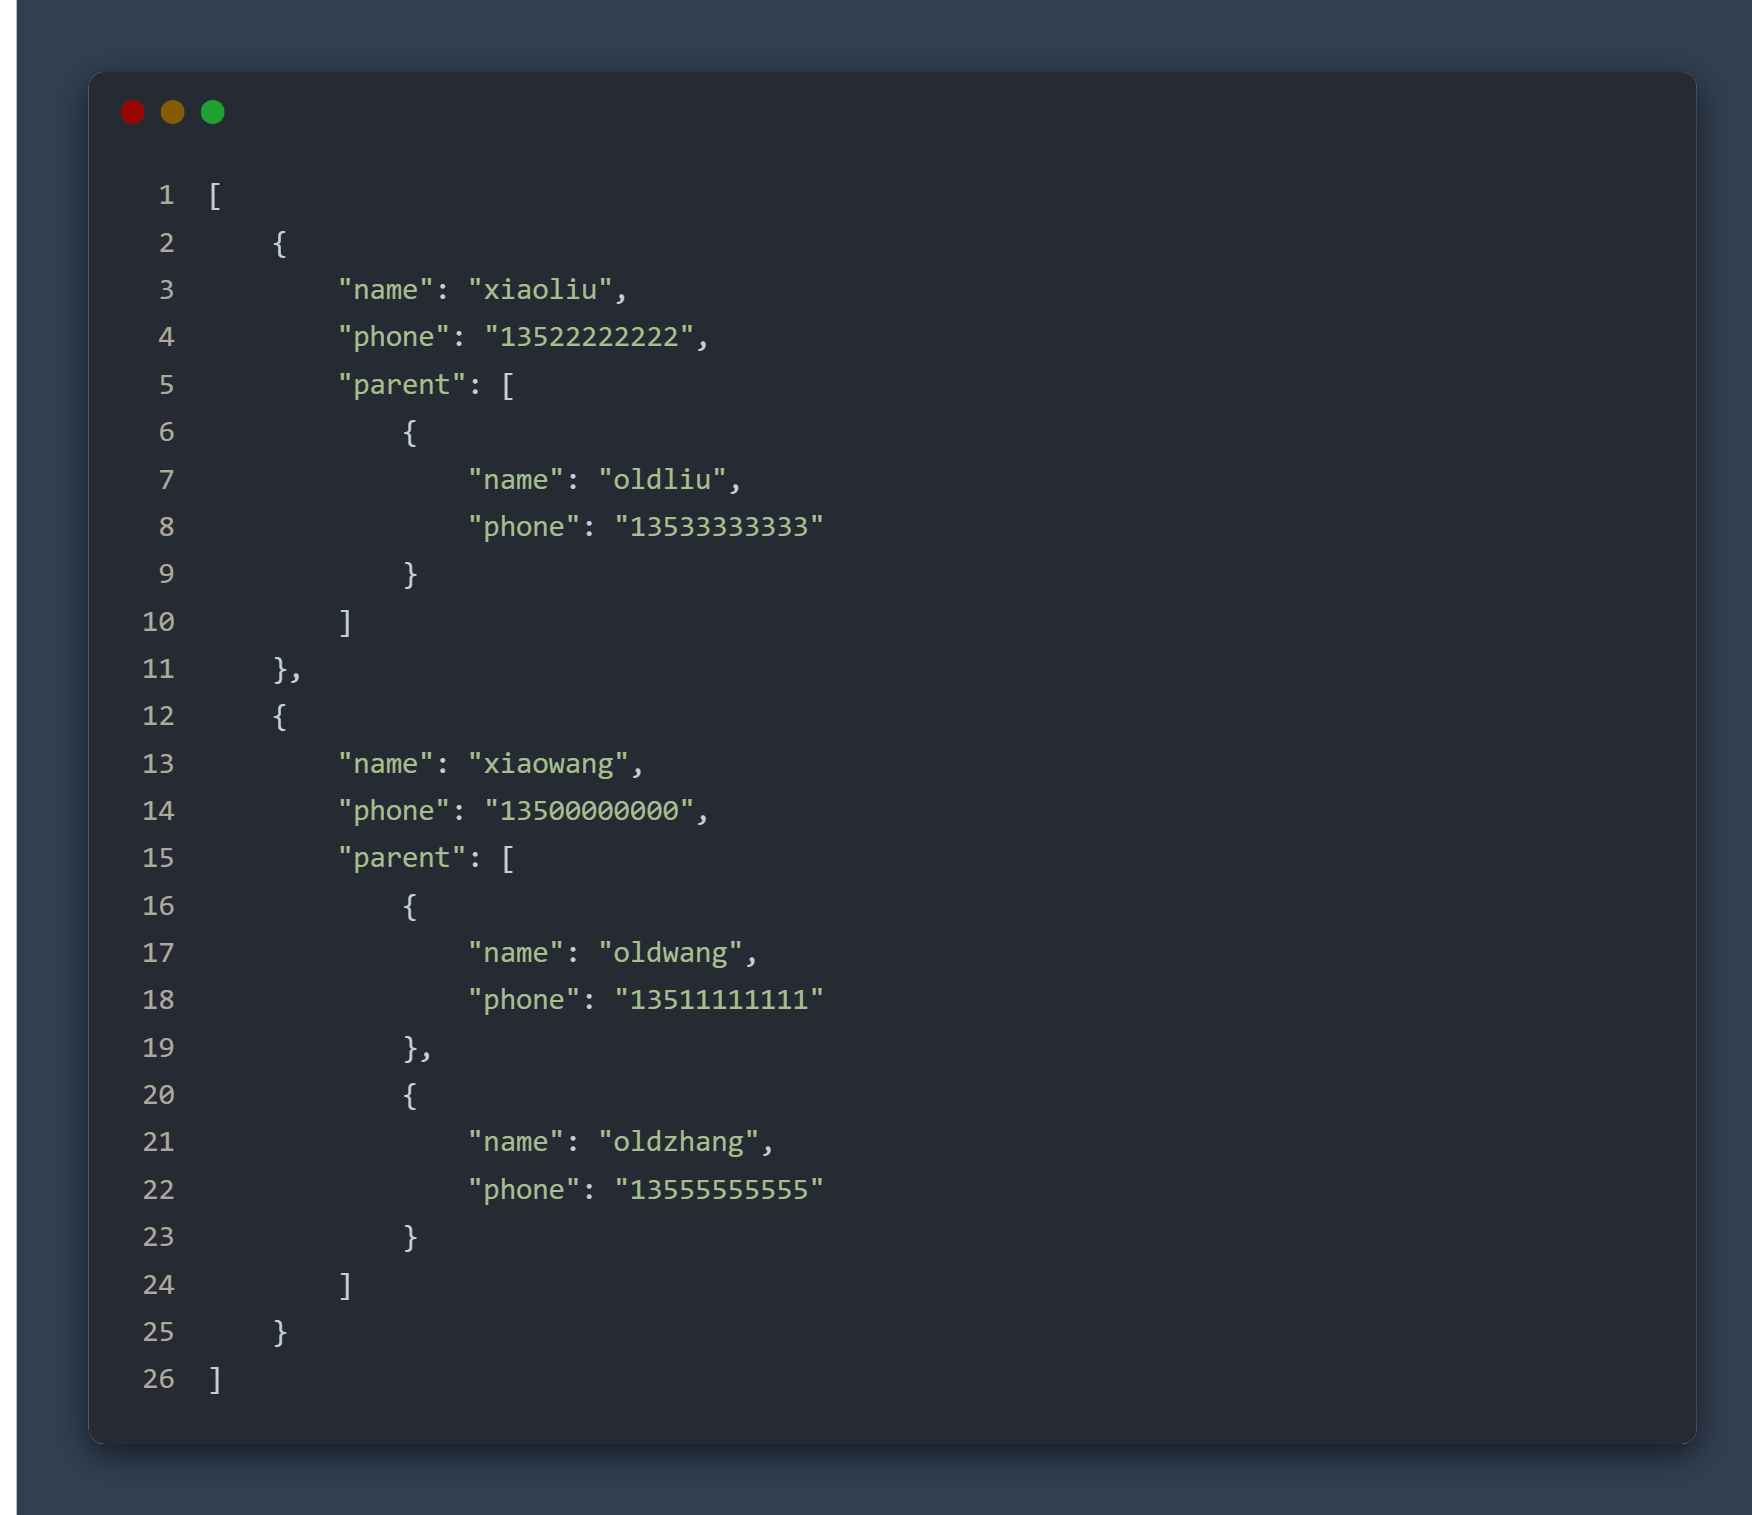 1 [
2     {
3         "name": "xiaoliu",
4         "phone": "13522222222",
5         "parent": [
6             {
7                 "name": "oldliu",
8                 "phone": "13533333333"
9             }
10         ]
11     },
12     {
13         "name": "xiaowang",
14         "phone": "13500000000",
15         "parent": [
16             {
17                 "name": "oldwang",
18                 "phone": "13511111111"
19             },
20             {
21                 "name": "oldzhang",
22                 "phone": "13555555555"
23             }
24         ]
25     }
26 ]